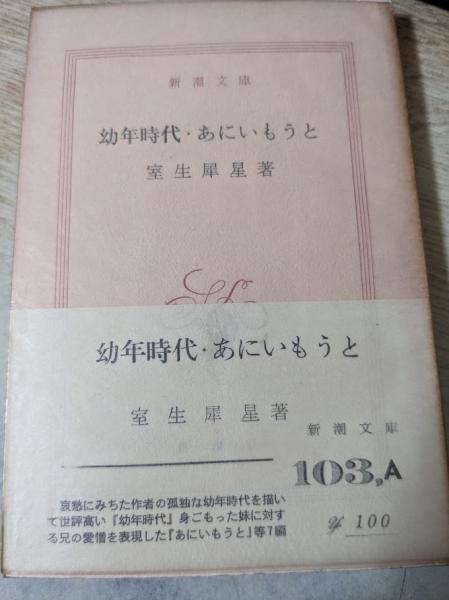 新潮文庫
幼年時代・あにいもうと
室生犀星著
幼年時代・あにいもうと
室生犀星著
新潮文庫
103,A
哀愁にみちた作者の孤独な幼年時代を描い
て世評高い『幼年時代』身ごもった妹に対す
る兄の愛憎を表現した『あにいもうと』等7編
¥ 100